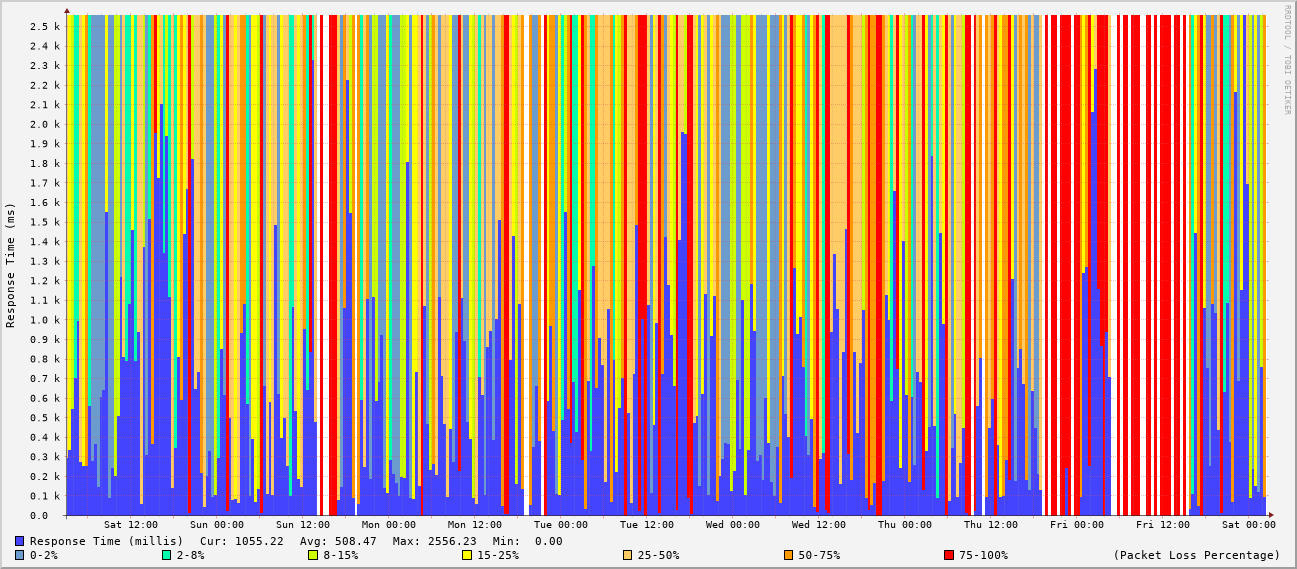 RRDTOOL / TOBI OETIKER
Response Time (ms)
2.5 k
2.4 k
2.3 k
2.2 k
2.1 k
2.0 k
1.9 k
1.8 k
1.7 k
1.6 k
1.5 k
1.4 k
1.3 k
1.2 k
1.1 k
1.0 k
0.9 k
0.8 k
0.7 k
0.6 k
0.5 k
0.4 k
0.3 k
0.2 k
0.1 k
0.0
Sat 12:00 Sun 00:00 Sun 12:00 Mon 00:00 Mon 12:00 Tue 00:00 Tue 12:00 Wed 00:00 Wed 12:00 Thu 00:00 Thu 12:00 Fri 00:00 Fri 12:00 Sat 00:00
Response Time (millis) Cur: 1055.22 Avg: 508.47 Max: 2556.23 Min: 0.00
0-2% 2-8% 8-15% 15-25% 25-50% 50-75% 75-100% (Packet Loss Percentage)